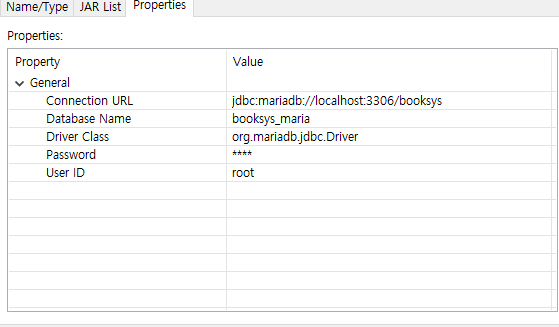 Name/Type JAR List Properties
Properties:
Property Value
General
Connection URL jdbc:mariadb://localhost:3306/booksys
Database Name booksys_maria
Driver Class org.mariadb.jdbc.Driver
Password ****
User ID root